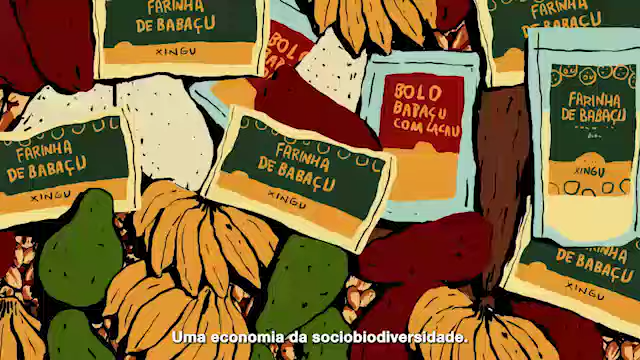 FARINHA
DE BABAÇU
XINGU
FARINHA
DE BABAÇU
BOLO
BOLO
BABAÇU
COM CACAU
FARINHA
DE BABAÇU
XINGU
FARINHA
DE BABAÇU
XINGU
FARINHA
DE BABAÇU
XINGU
DE BABAÇU
XINGU
Uma economia da sociobiodiversidade.